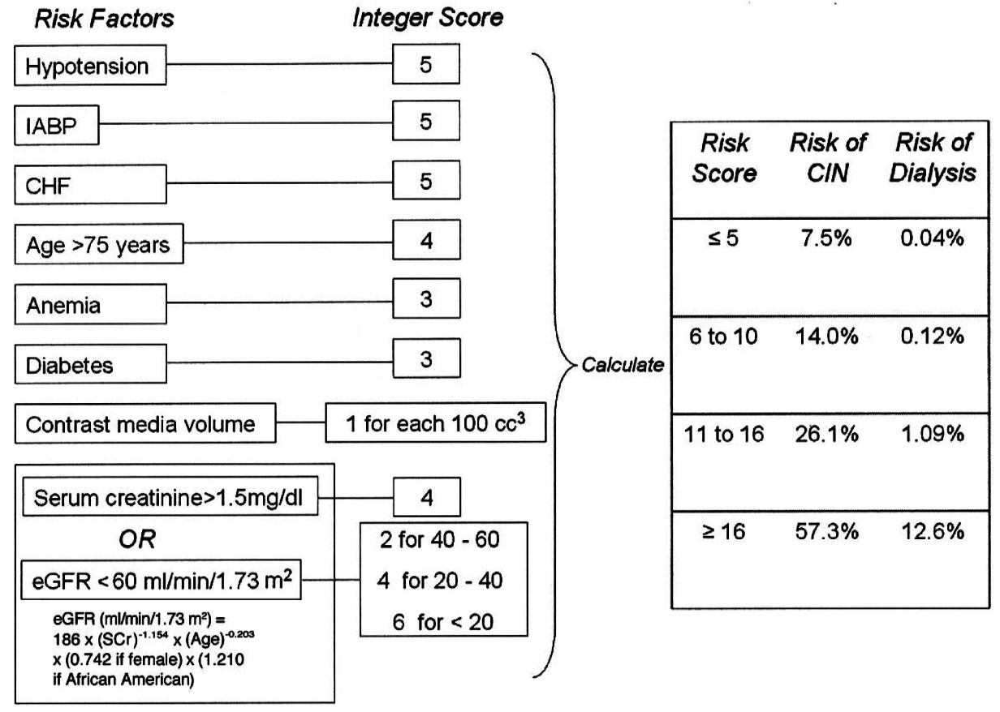 Risk Factors
Integer Score
Hypotension
5
IABP
5
CHF
5
Age >75 years
4
Anemia
3
Diabetes
3
Contrast media volume
1 for each 100 cc³
Serum creatinine>1.5mg/dl
4
OR
eGFR <60 ml/min/1.73 m²
2 for 40 - 60
4 for 20 - 40
6 for < 20
eGFR (ml/min/1.73 m²) =
186 x (SCr)⁻¹·¹⁵⁴ x (Age)⁻⁰·²⁰³
x (0.742 if female) x (1.210
if African American)
Calculate
Risk Score Risk of CIN Risk of Dialysis
≤ 5 7.5% 0.04%
6 to 10 14.0% 0.12%
11 to 16 26.1% 1.09%
≥ 16 57.3% 12.6%